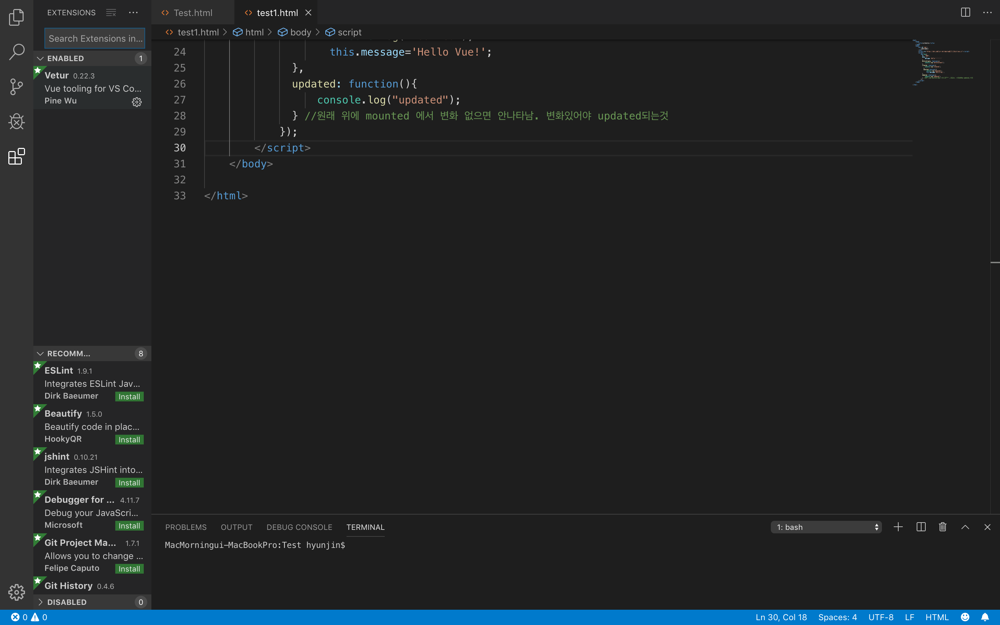 EXTENSIONS
Search Extensions in...
ENABLED 1
Vetur 0.22.3
Vue tooling for VS Co...
Pine Wu
RECOMM... 8
ESLint 1.9.1
Integrates ESLint Jav...
Dirk Baeumer Install
Beautify 1.5.0
Beautify code in plac...
HookyQR Install
jshint 0.10.21
Integrates JSHint into...
Dirk Baeumer Install
Debugger for ... 4.11.7
Debug your JavaScri...
Microsoft Install
Git Project Ma... 1.7.1
Allows you to change ...
Felipe Caputo Install
Git History 0.4.6
DISABLED 0
Test.html test1.html
test1.html > html > body > script
24 this.message='Hello Vue!';
25 },
26 updated: function(){
27 console.log("updated");
28 } //원래 위에 mounted 에서 변화 없으면 안나타남. 변화있어야 updated되는것
29 });
30 </script>
31 </body>
32
33 </html>
PROBLEMS OUTPUT DEBUG CONSOLE TERMINAL 1: bash
MacMorningui-MacBookPro:Test hyunjin$
0 0 Ln 30, Col 18 Spaces: 4 UTF-8 LF HTML